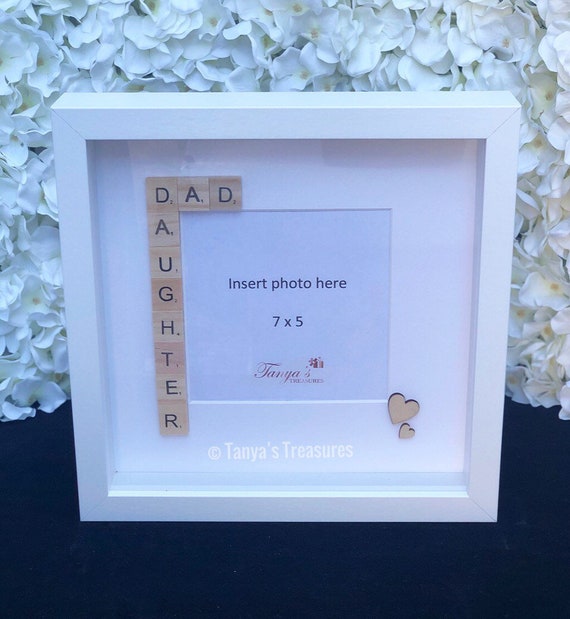 DAD
DAUGHTER
Insert photo here
7 x 5
Tanya's
TREASURES
© Tanya's Treasures